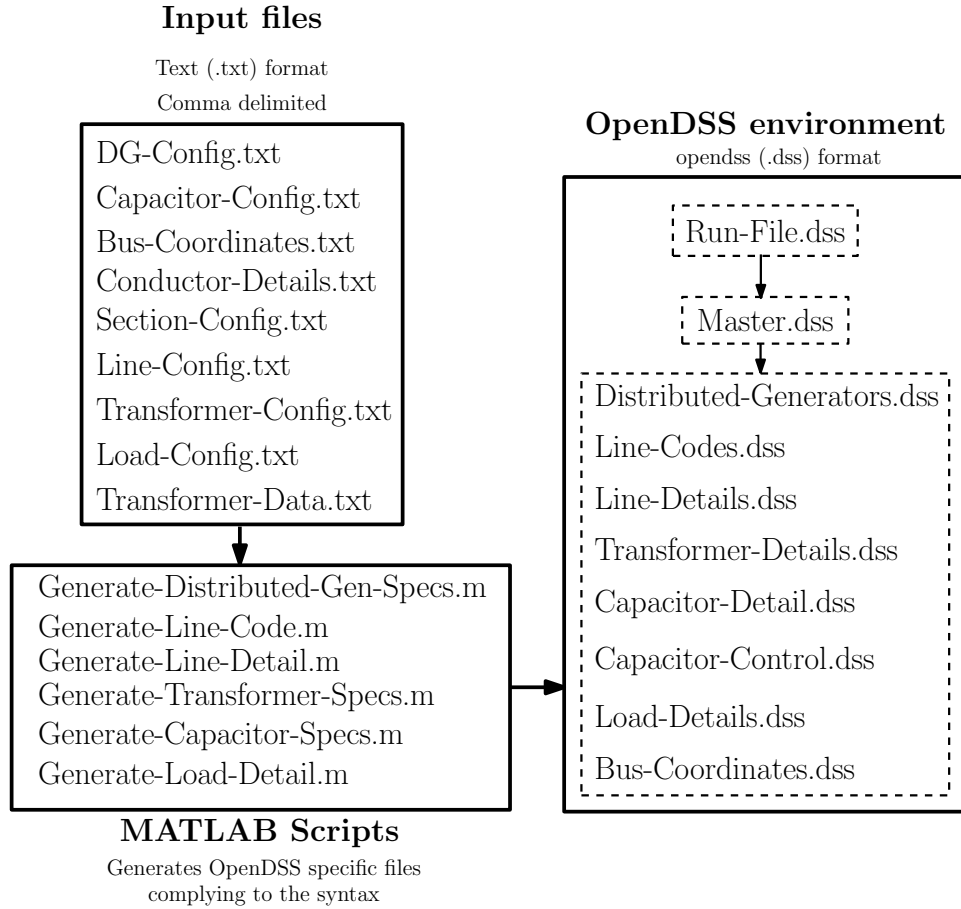 Input files
Text (.txt) format
Comma delimited
DG-Config.txt
Capacitor-Config.txt
Bus-Coordinates.txt
Conductor-Details.txt
Section-Config.txt
Line-Config.txt
Transformer-Config.txt
Load-Config.txt
Transformer-Data.txt
Generate-Distributed-Gen-Specs.m
Generate-Line-Code.m
Generate-Line-Detail.m
Generate-Transformer-Specs.m
Generate-Capacitor-Specs.m
Generate-Load-Detail.m
MATLAB Scripts
Generates OpenDSS specific files
complying to the syntax
OpenDSS environment
opendss (.dss) format
Run-File.dss
Master.dss
Distributed-Generators.dss
Line-Codes.dss
Line-Details.dss
Transformer-Details.dss
Capacitor-Detail.dss
Capacitor-Control.dss
Load-Details.dss
Bus-Coordinates.dss